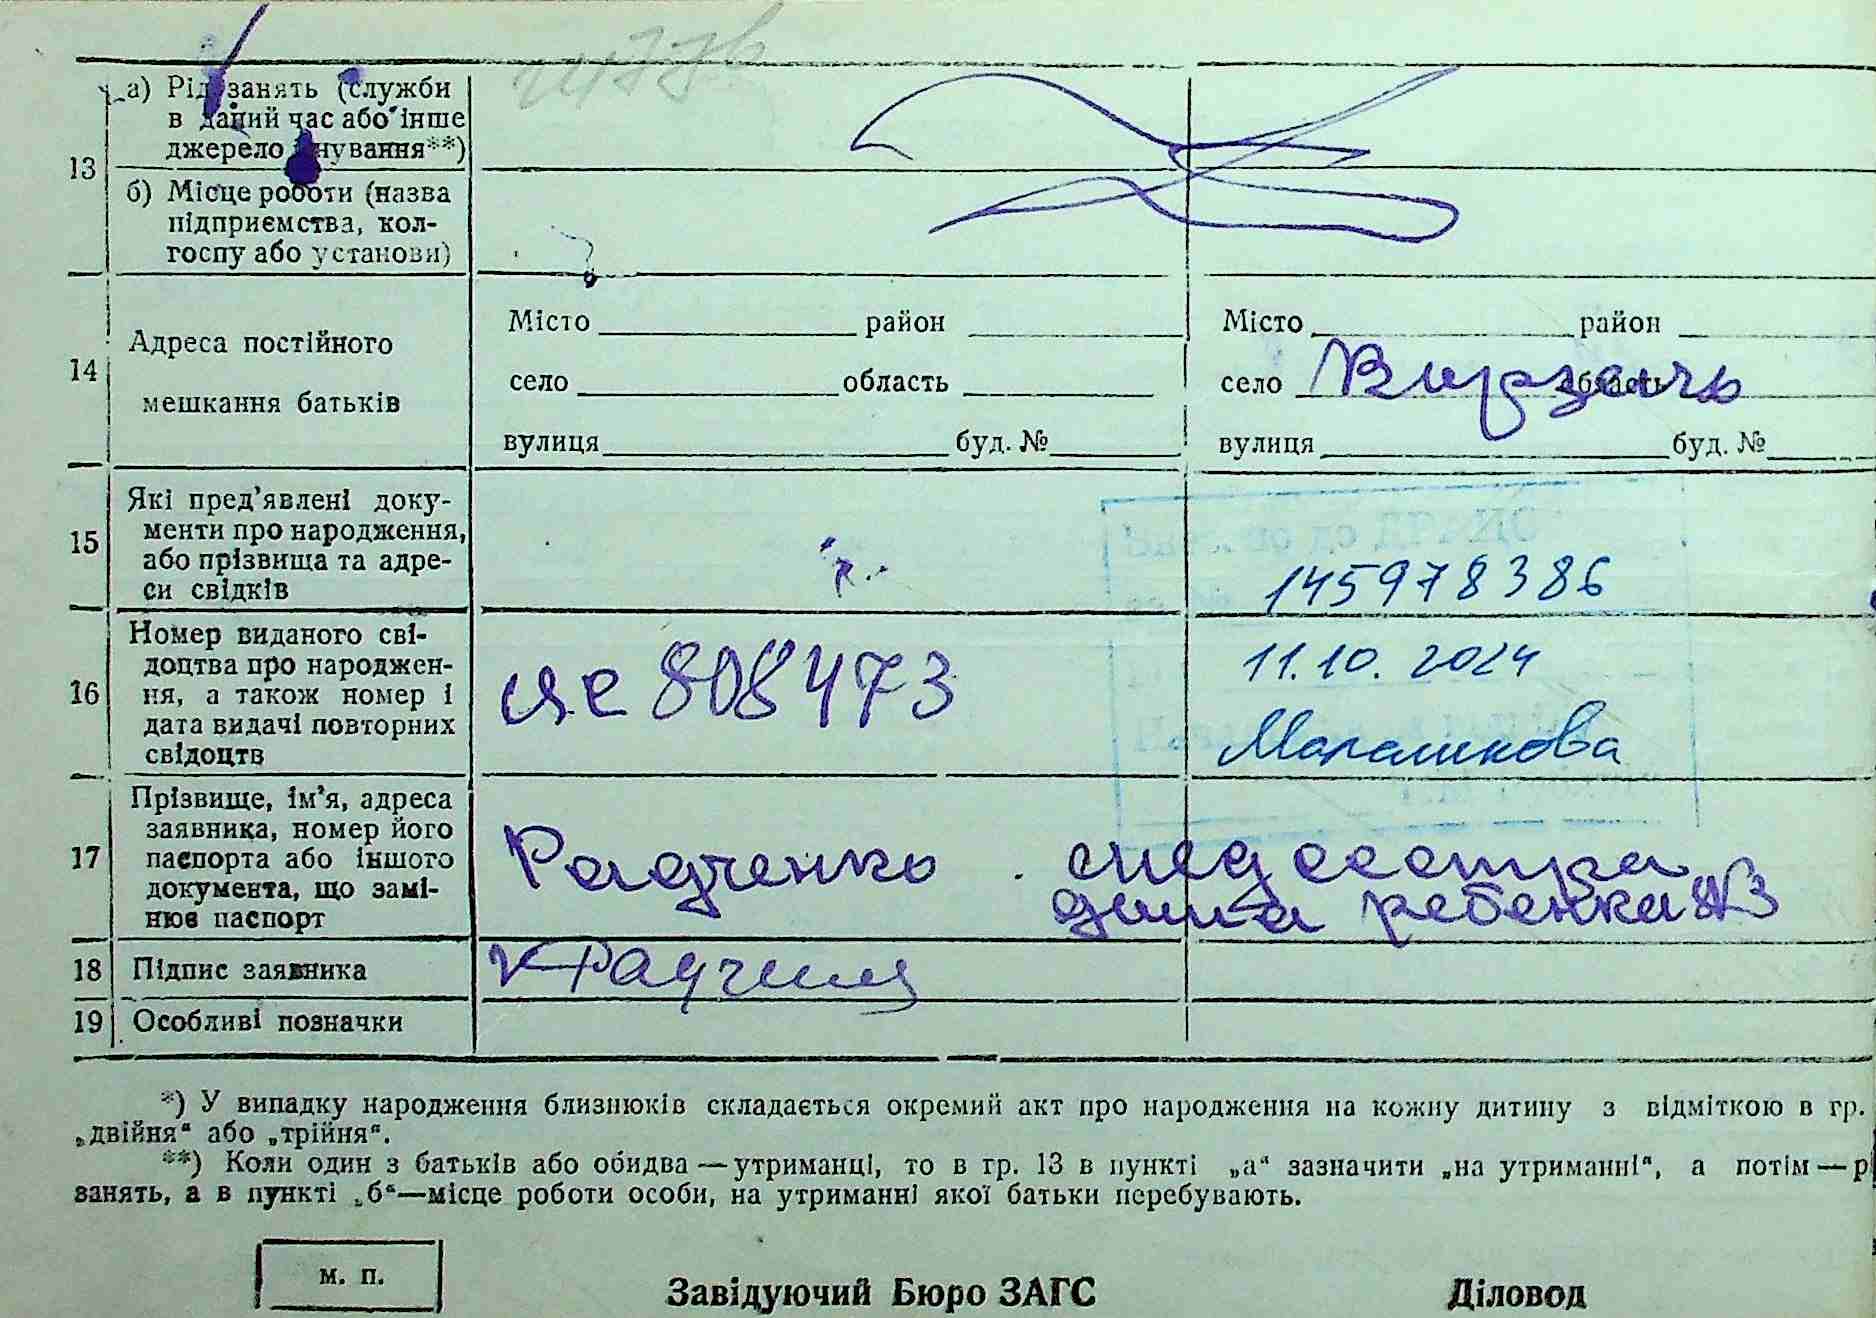 13
а) Рід занять (служби
в даний час або інше
джерело існування**)
б) Місце роботи (назва
підприємства, кол-
госпу або установи)
14
Адреса постійного
мешкання батьків
Місто район
село область
вулиця буд. №
Місто район
село область
вулиця буд. №
15
Які пред’явлені доку-
менти про народження,
або прізвища та адре-
си свідків
145978386
16
Номер виданого сві-
доцтва про народжен-
ня, а також номер і
дата видачі повторних
свідоцтв
808473
11.10.2024
17
Прізвище, ім’я, адреса
заявника, номер його
паспорта або іншого
документа, що замі-
нює паспорт
Радченко медсестра
дома ребенка №3
18
Підпис заявника
19
Особливі позначки
*) У випадку народження близнюків складається окремий акт про народження на кожну дитину з відміткою в гр.
„двійня“ або „трійня“.
**) Коли один з батьків або обидва — утриманці, то в гр. 13 в пункті „а“ зазначити „на утриманні“, а потім — р
занять, а в пункті „б“—місце роботи особи, на утриманні якої батьки перебувають.
м. п.
Завідуючий Бюро ЗАГС
Діловод